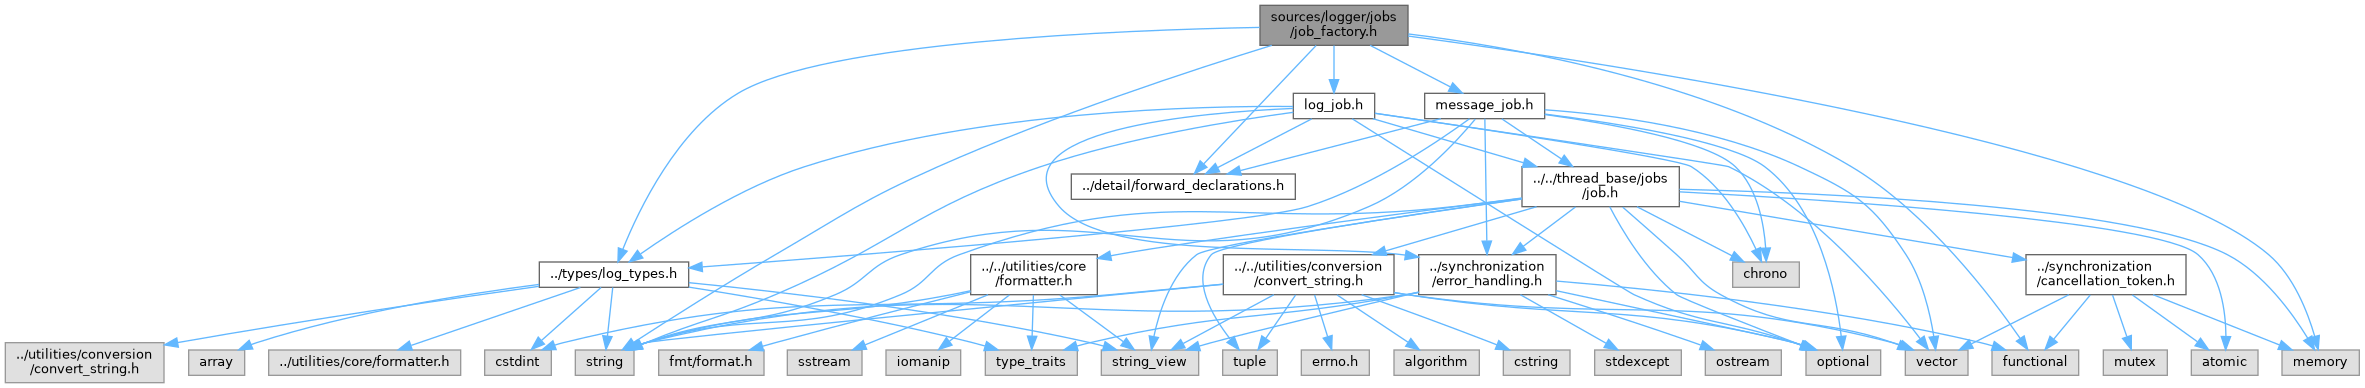 sources/logger/jobs
/job_factory.h
log_job.h
message_job.h
../detail/forward_declarations.h
../../thread_base/jobs
/job.h
../types/log_types.h
../../utilities/core
/formatter.h
../../utilities/conversion
/convert_string.h
../synchronization
/error_handling.h
chrono
../synchronization
/cancellation_token.h
../utilities/conversion
/convert_string.h
array
../utilities/core/formatter.h
cstdint
string
fmt/format.h
sstream
iomanip
type_traits
string_view
tuple
errno.h
algorithm
cstring
stdexcept
ostream
optional
vector
functional
mutex
atomic
memory